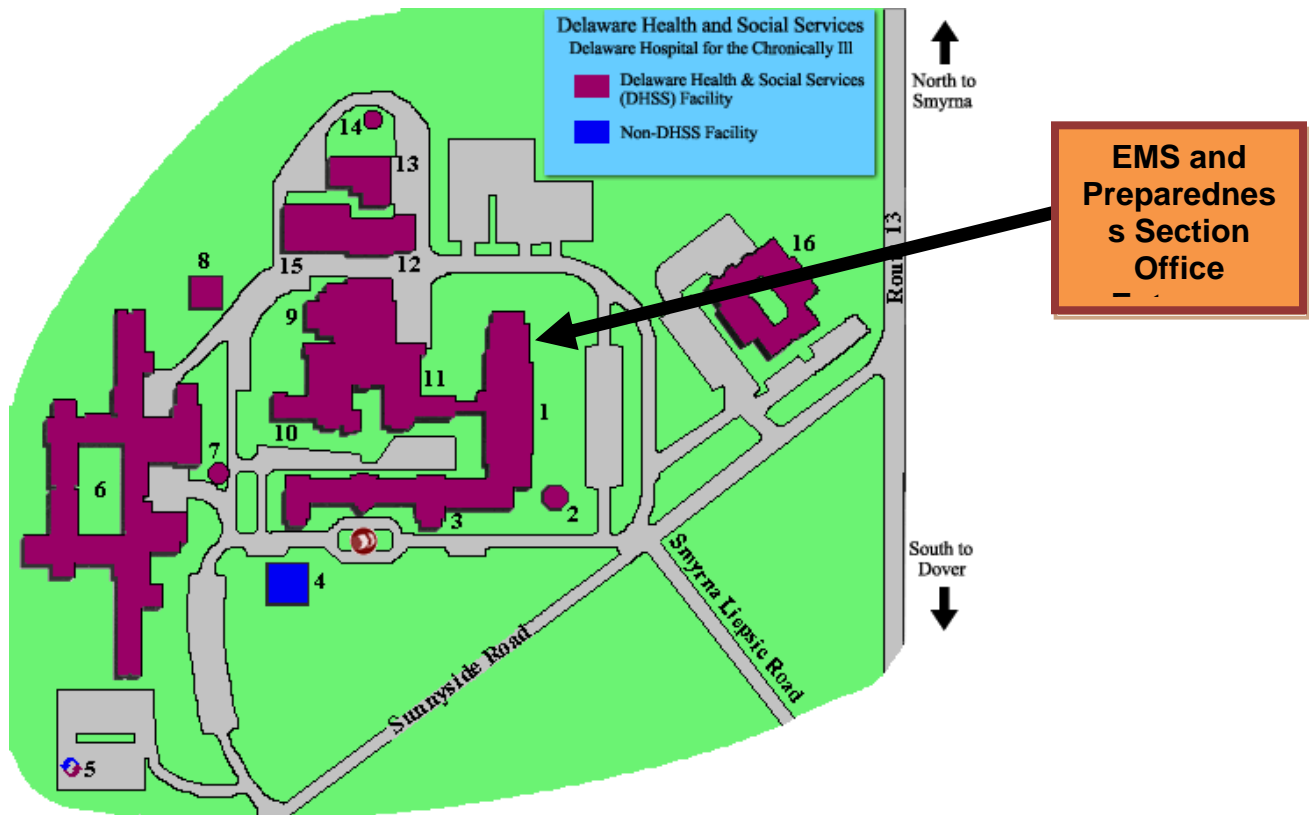 Delaware Health and Social Services
Delaware Hospital for the Chronically Ill
Delaware Health & Social Services
(DHSS) Facility
Non-DHSS Facility
North to
Smyrna
EMS and
Preparednes
s Section
Office
Route 13
14
13
16
15
12
8
9
11
1
10
7
6
2
3
4
5
South to
Dover
Smyrna Liepsic Road
Sunnyside Road